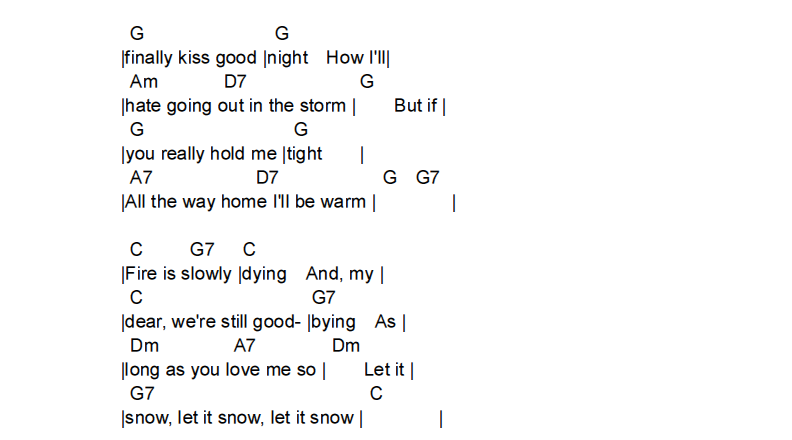 G G
|finally kiss good |night How I'll|
Am D7 G
|hate going out in the storm | But if |
G G
|you really hold me |tight |
A7 D7 G G7
|All the way home I'll be warm | |
C G7 C
|Fire is slowly |dying And, my |
C G7
|dear, we're still good- |bying As |
Dm A7 Dm
|long as you love me so | Let it |
G7 C
|snow, let it snow, let it snow | |